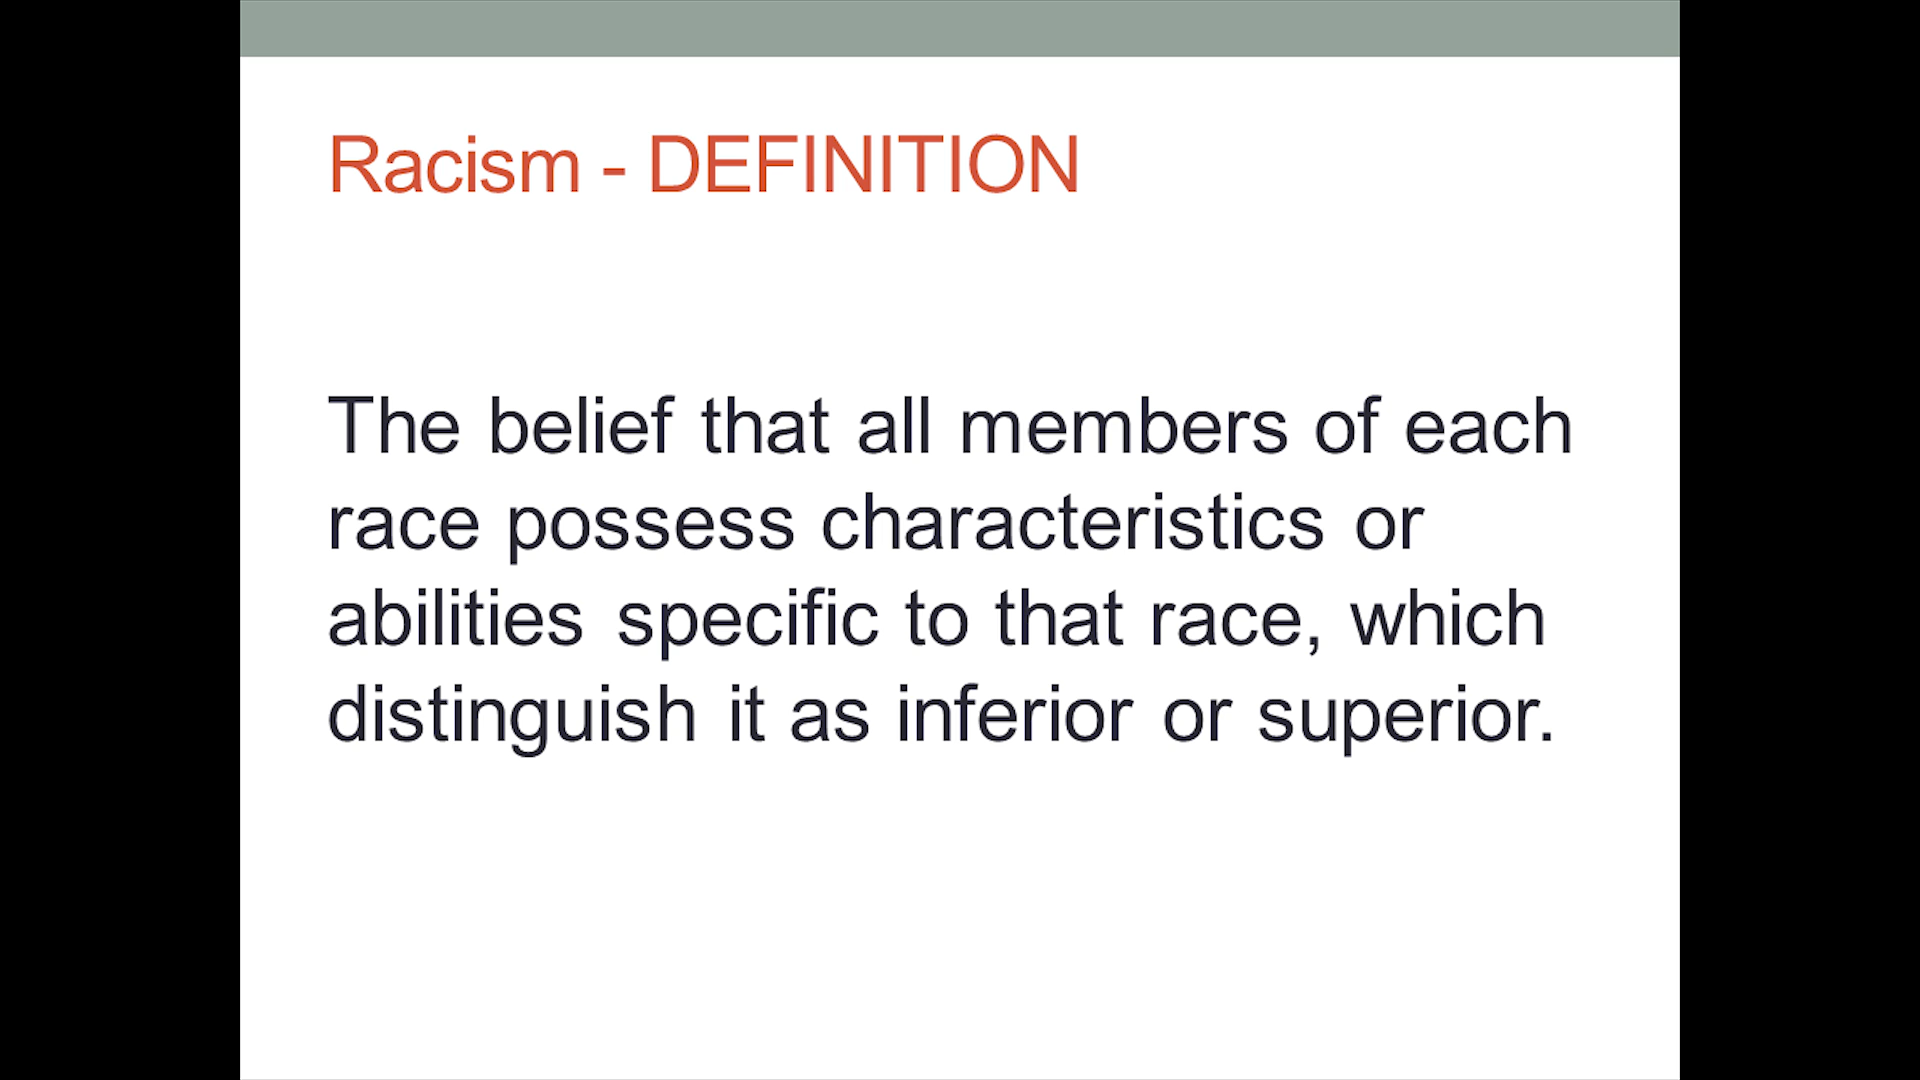 Racism - DEFINITION
The belief that all members of each
race possess characteristics or
abilities specific to that race, which
distinguish it as inferior or superior.